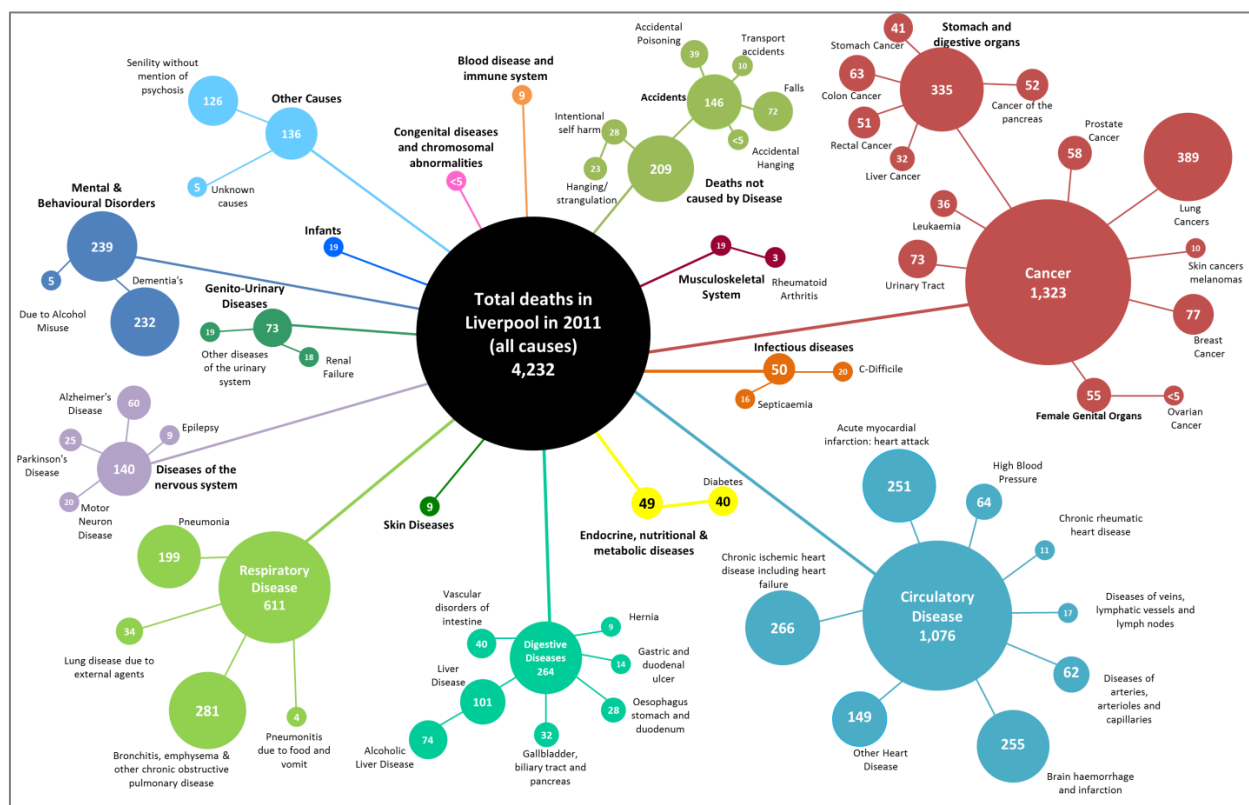 Total deaths in
Liverpool in 2011
(all causes)
4,232
Blood disease and
immune system
9
Congenital diseases
and chromosomal
abnormalities
<5
Other Causes
136
Senility without
mention of
psychosis
126
5
Unknown
causes
Mental &
Behavioural Disorders
239
5
Due to Alcohol
Misuse
Dementia's
232
Infants
19
Genito-Urinary
Diseases
73
19
Other diseases
of the urinary
system
18
Renal
Failure
Diseases of the
nervous system
140
Alzheimer's
Disease
60
9
Epilepsy
25
Parkinson's
Disease
20
Motor
Neuron
Disease
9
Skin Diseases
Respiratory
Disease
611
Pneumonia
199
34
Lung disease due to
external agents
281
Bronchitis, emphysema &
other chronic obstructive
pulmonary disease
4
Pneumonitis
due to food and
vomit
Digestive
Diseases
264
Vascular
disorders of
intestine
40
Hernia
9
14
Gastric and
duodenal
ulcer
28
Oesophagus
stomach and
duodenum
32
Gallbladder,
biliary tract and
pancreas
Liver
Disease
101
74
Alcoholic
Liver Disease
49
Endocrine, nutritional &
metabolic diseases
Diabetes
40
Infectious diseases
50
20
C-Difficile
16
Septicaemia
19
Musculoskeletal
System
3
Rheumatoid
Arthritis
209
Deaths not
caused by Disease
Intentional
self harm
28
23
Hanging/
strangulation
Accidents
146
Accidental
Poisoning
39
Transport
accidents
10
Falls
72
<5
Accidental
Hanging
Cancer
1,323
Stomach and
digestive organs
335
41
Stomach Cancer
63
Colon Cancer
51
Rectal Cancer
32
Liver Cancer
52
Cancer of the
pancreas
Prostate
Cancer
58
389
Lung
Cancers
10
Skin cancers
melanomas
77
Breast
Cancer
36
Leukaemia
73
Urinary Tract
55
Female Genital Organs
<5
Ovarian
Cancer
Circulatory
Disease
1,076
Acute myocardial
infarction: heart attack
251
High Blood
Pressure
64
Chronic rheumatic
heart disease
11
17
Diseases of veins,
lymphatic vessels and
lymph nodes
62
Diseases of
arteries,
arterioles and
capillaries
255
Brain haemorrhage
and infarction
149
Other Heart
Disease
Chronic ischemic heart
disease including heart
failure
266